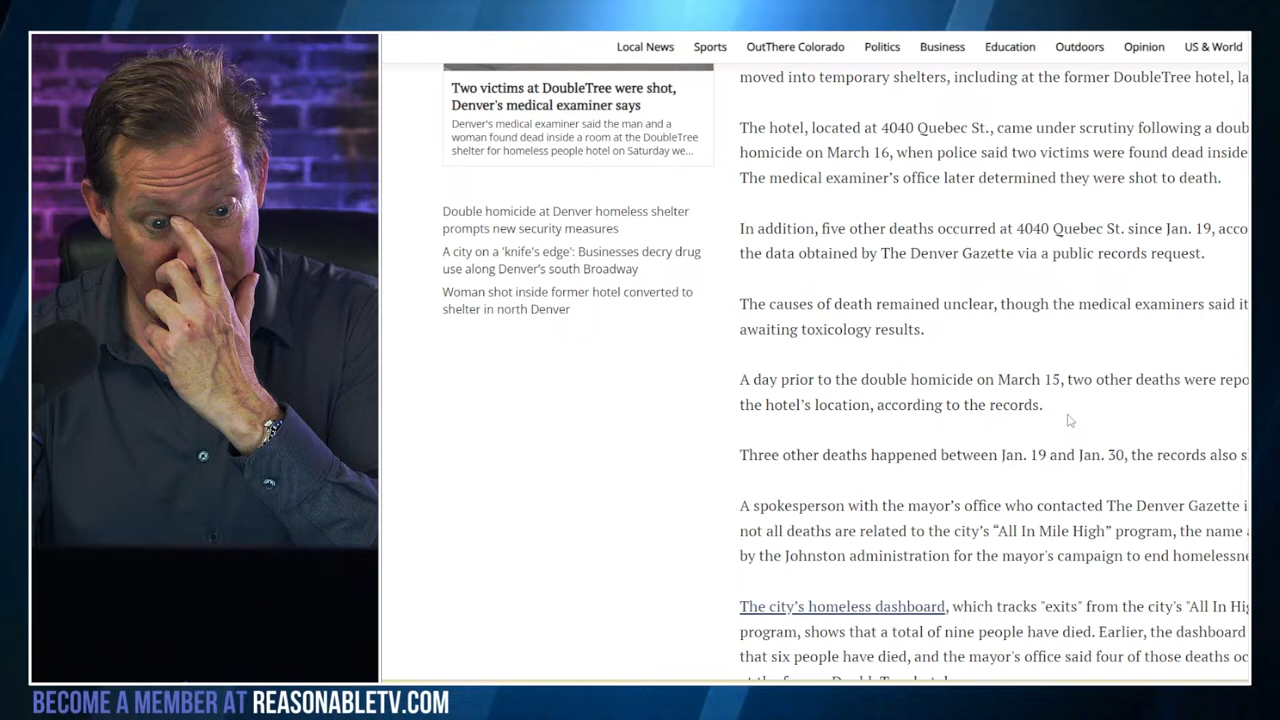 Local News Sports OutThere Colorado Politics Business Education Outdoors Opinion US & World
Two victims at DoubleTree were shot,
Denver's medical examiner says
Denver's medical examiner said the man and a
woman found dead inside a room at the DoubleTree
shelter for homeless people hotel on Saturday we...
Double homicide at Denver homeless shelter
prompts new security measures
A city on a 'knife's edge': Businesses decry drug
use along Denver's south Broadway
Woman shot inside former hotel converted to
shelter in north Denver
moved into temporary shelters, including at the former DoubleTree hotel, la
The hotel, located at 4040 Quebec St., came under scrutiny following a doub
homicide on March 16, when police said two victims were found dead inside
The medical examiner's office later determined they were shot to death.
In addition, five other deaths occurred at 4040 Quebec St. since Jan. 19, acco
the data obtained by The Denver Gazette via a public records request.
The causes of death remained unclear, though the medical examiners said it
awaiting toxicology results.
A day prior to the double homicide on March 15, two other deaths were repo
the hotel's location, according to the records.
Three other deaths happened between Jan. 19 and Jan. 30, the records also s
A spokesperson with the mayor's office who contacted The Denver Gazette i
not all deaths are related to the city's "All In Mile High" program, the name
by the Johnston administration for the mayor's campaign to end homelessne
The city's homeless dashboard, which tracks "exits" from the city's "All In Hig
program, shows that a total of nine people have died. Earlier, the dashboard
that six people have died, and the mayor's office said four of those deaths oc
BECOME A MEMBER AT REASONABLETV.COM